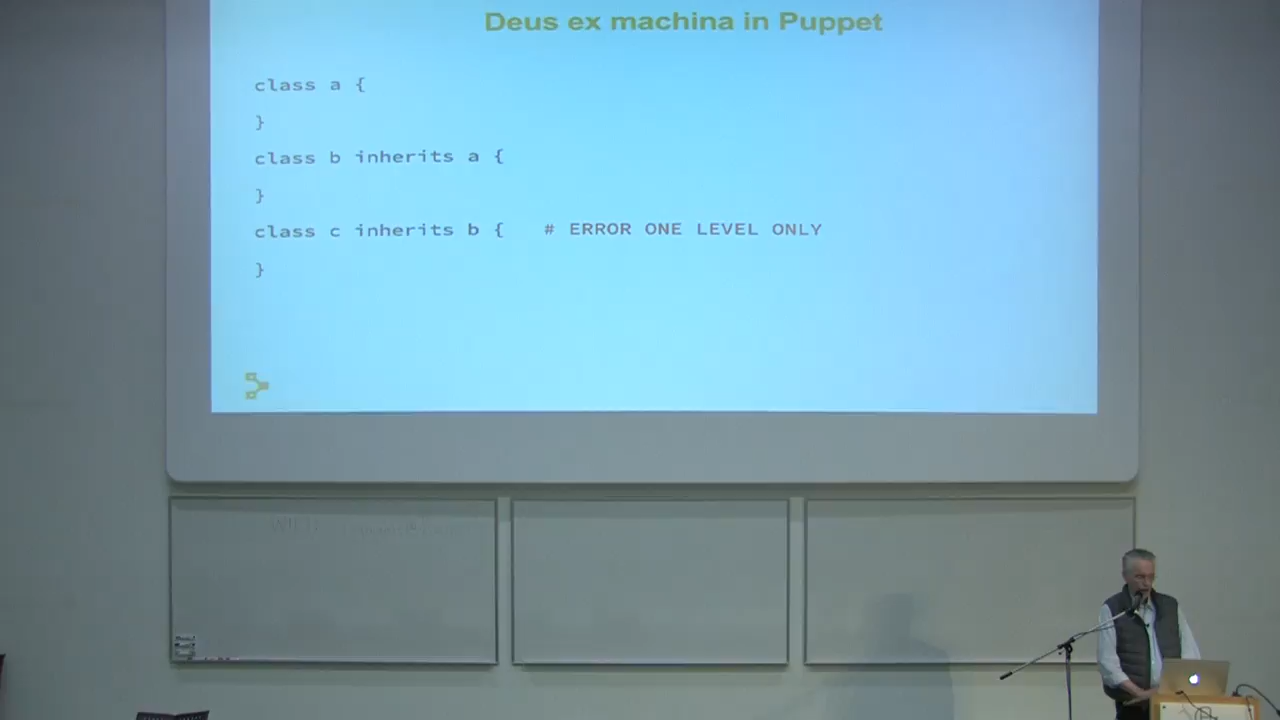 Deus ex machina in Puppet
class a {
}
class b inherits a {
}
class c inherits b {   # ERROR ONE LEVEL ONLY
}